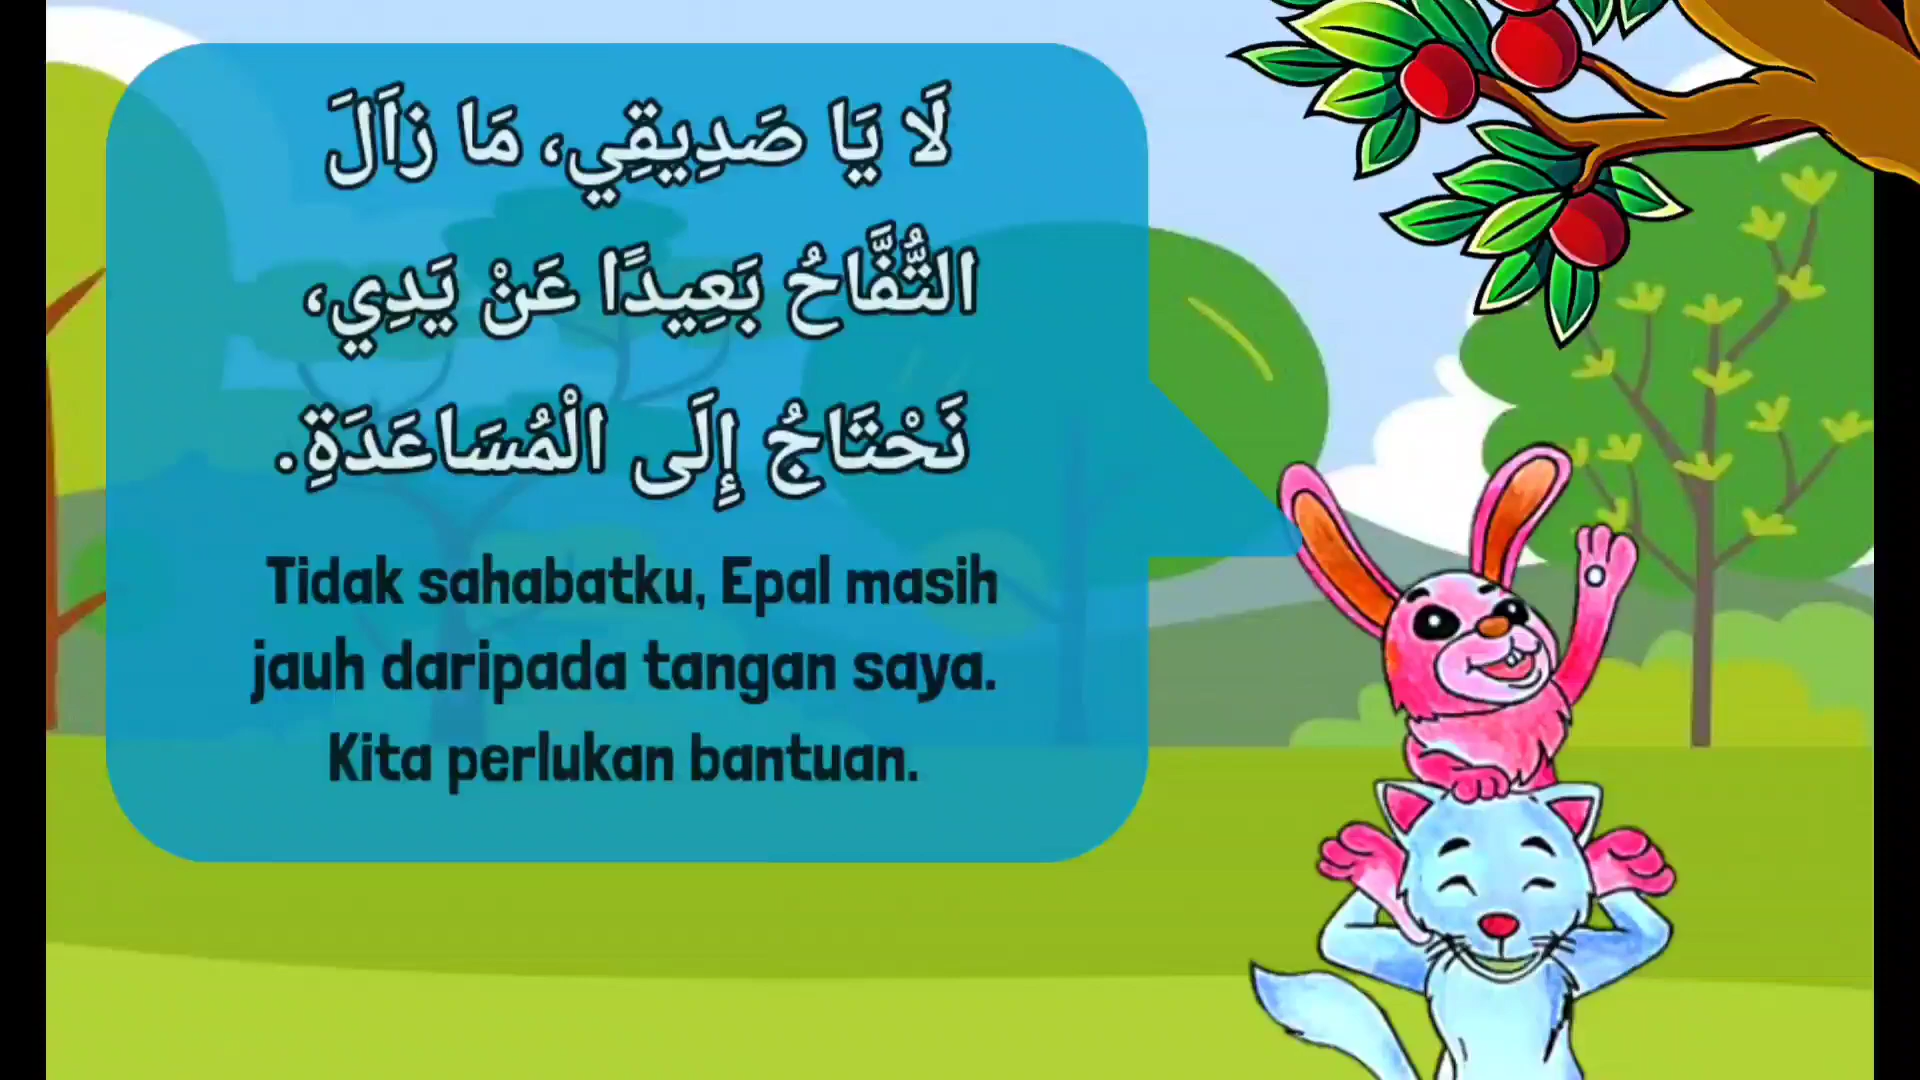 لَا يَا صَدِيقِي، مَا زَالَ
التُّفَّاحُ بَعِيدًا عَنْ يَدِي،
نَحْتَاجُ إِلَى الْمُسَاعَدَةِ.
Tidak sahabatku, Epal masih
jauh daripada tangan saya.
Kita perlukan bantuan.